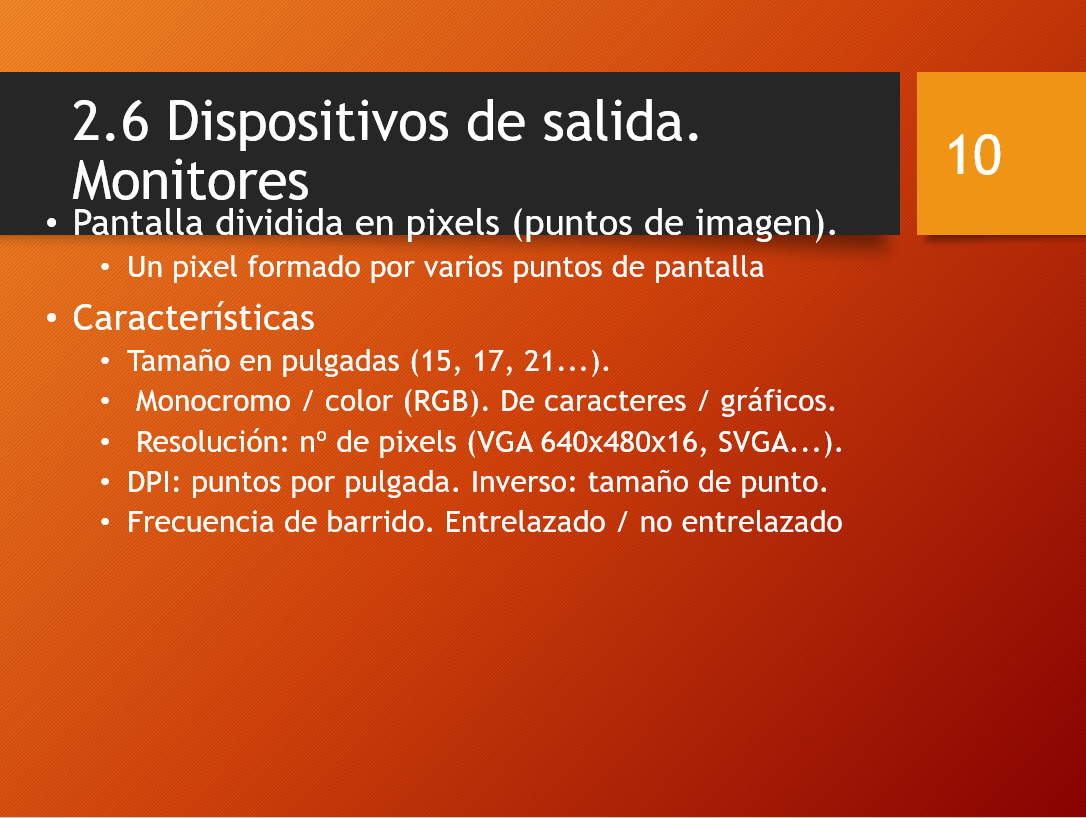 2.6 Dispositivos de salida.
Monitores
10
• Pantalla dividida en pixels (puntos de imagen).
• Un pixel formado por varios puntos de pantalla
• Características
• Tamaño en pulgadas (15, 17, 21...).
• Monocromo / color (RGB). De caracteres / gráficos.
• Resolución: nº de pixels (VGA 640x480x16, SVGA...).
• DPI: puntos por pulgada. Inverso: tamaño de punto.
• Frecuencia de barrido. Entrelazado / no entrelazado